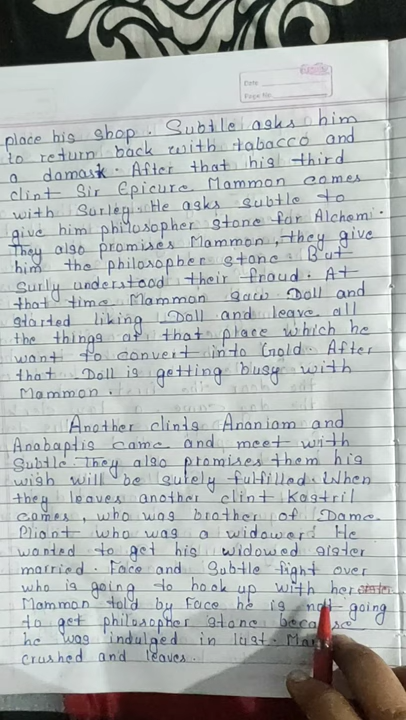 Date
Page No.
place his shop. Subtle asks him
to return back with tabacco and
a damask. After that his third
clint Sir Epicure Mammon comes
with Surley. He asks Subtle to
give him philosopher stone for Alchemi.
They also promises Mammon, they give
him the philosopher stone. But
Surly understood their fraud. At
that time Mammon saw Doll and
started liking Doll and leave all
the things of that place which he
want to convert into Gold. After
that Doll is getting busy with
Mammon.
Another clints Ananiam and
Anabaptis came and meet with
Subtle. They also promises them his
wish will be surely fulfilled. When
they leaves another clint Kastril
comes, who was brother of Dame
Pliant who was a widower. He
wanted to get his widowed sister
married. Face and Subtle fight over
who is going to hook up with her sister
Mammon told by Face he is not going
to get philosopher stone because
he was indulged in lust.
crushed and leaves.